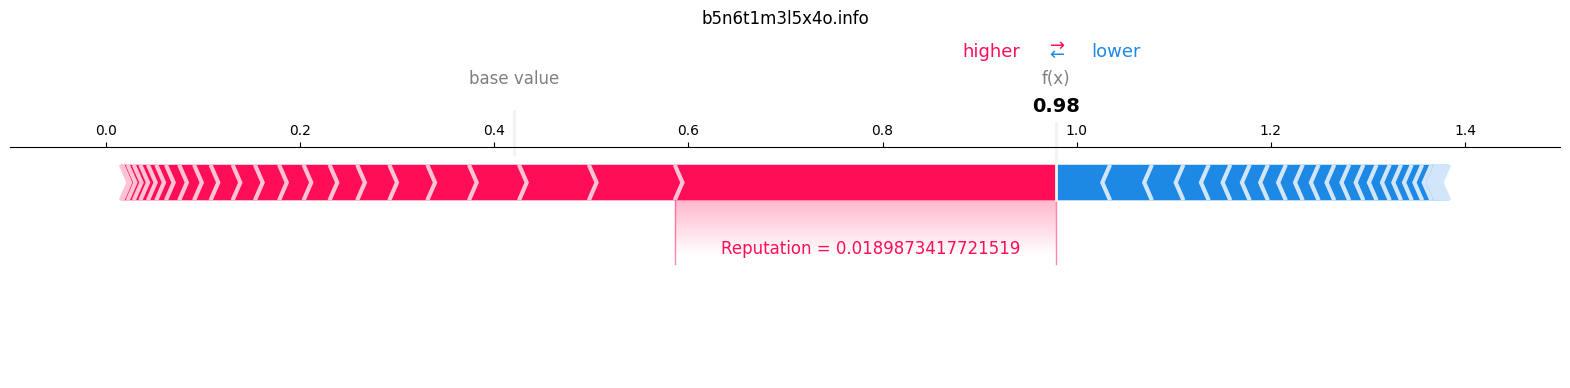 b5n6t1m3l5x4o.info
higher ⇄ lower
base value f(x)
0.98
0.0 0.2 0.4 0.6 0.8 1.0 1.2 1.4
Reputation = 0.0189873417721519